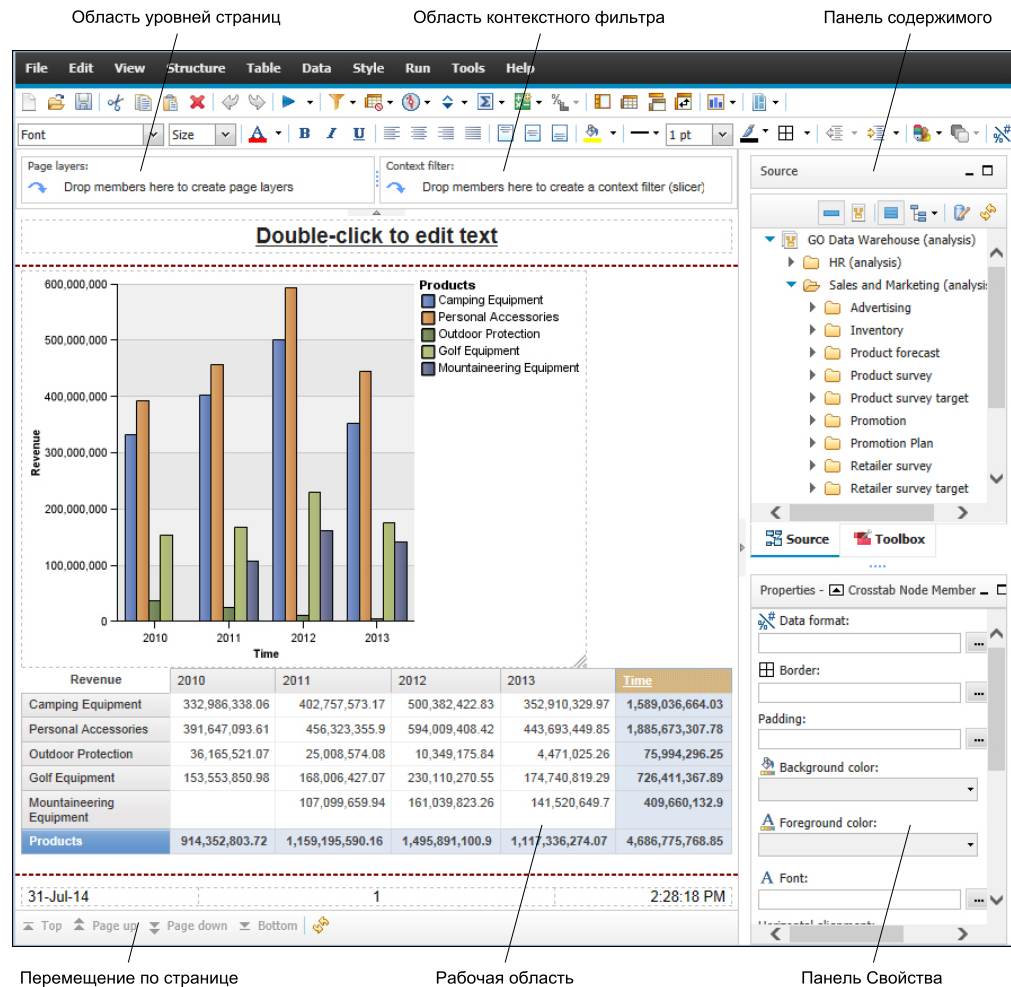 Область уровней страниц
Область контекстного фильтра
Панель содержимого
File Edit View Structure Table Data Style Run Tools Help
Font Size 1 pt
Page layers:
Drop members here to create page layers
Context filter:
Drop members here to create a context filter (slicer)
Double-click to edit text
600,000,000
500,000,000
400,000,000
300,000,000
200,000,000
100,000,000
0
Revenue
2010 2011 2012 2013
Time
Products
Camping Equipment
Personal Accessories
Outdoor Protection
Golf Equipment
Mountaineering Equipment
Revenue 2010 2011 2012 2013 Time
Camping Equipment 332,986,338.06 402,757,573.17 500,382,422.83 352,910,329.97 1,589,036,664.03
Personal Accessories 391,647,093.61 456,323,355.9 594,009,408.42 443,693,449.85 1,885,673,307.78
Outdoor Protection 36,165,521.07 25,008,574.08 10,349,175.84 4,471,025.26 75,994,296.25
Golf Equipment 153,553,850.98 168,006,427.07 230,110,270.55 174,740,819.29 726,411,367.89
Mountaineering
Equipment 107,099,659.94 161,039,823.26 141,520,649.7 409,660,132.9
Products 914,352,803.72 1,159,195,590.16 1,495,891,100.9 1,117,336,274.07 4,686,775,768.85
31-Jul-14 1 2:28:18 PM
Top Page up Page down Bottom
Source
GO Data Warehouse (analysis)
HR (analysis)
Sales and Marketing (analysis
Advertising
Inventory
Product forecast
Product survey
Product survey target
Promotion
Promotion Plan
Retailer survey
Retailer survey target
Source Toolbox
Properties - Crosstab Node Member
Data format:
Border:
Padding:
Background color:
Foreground color:
Font:
Horizontal alignment:
Перемещение по странице
Рабочая область
Панель Свойства